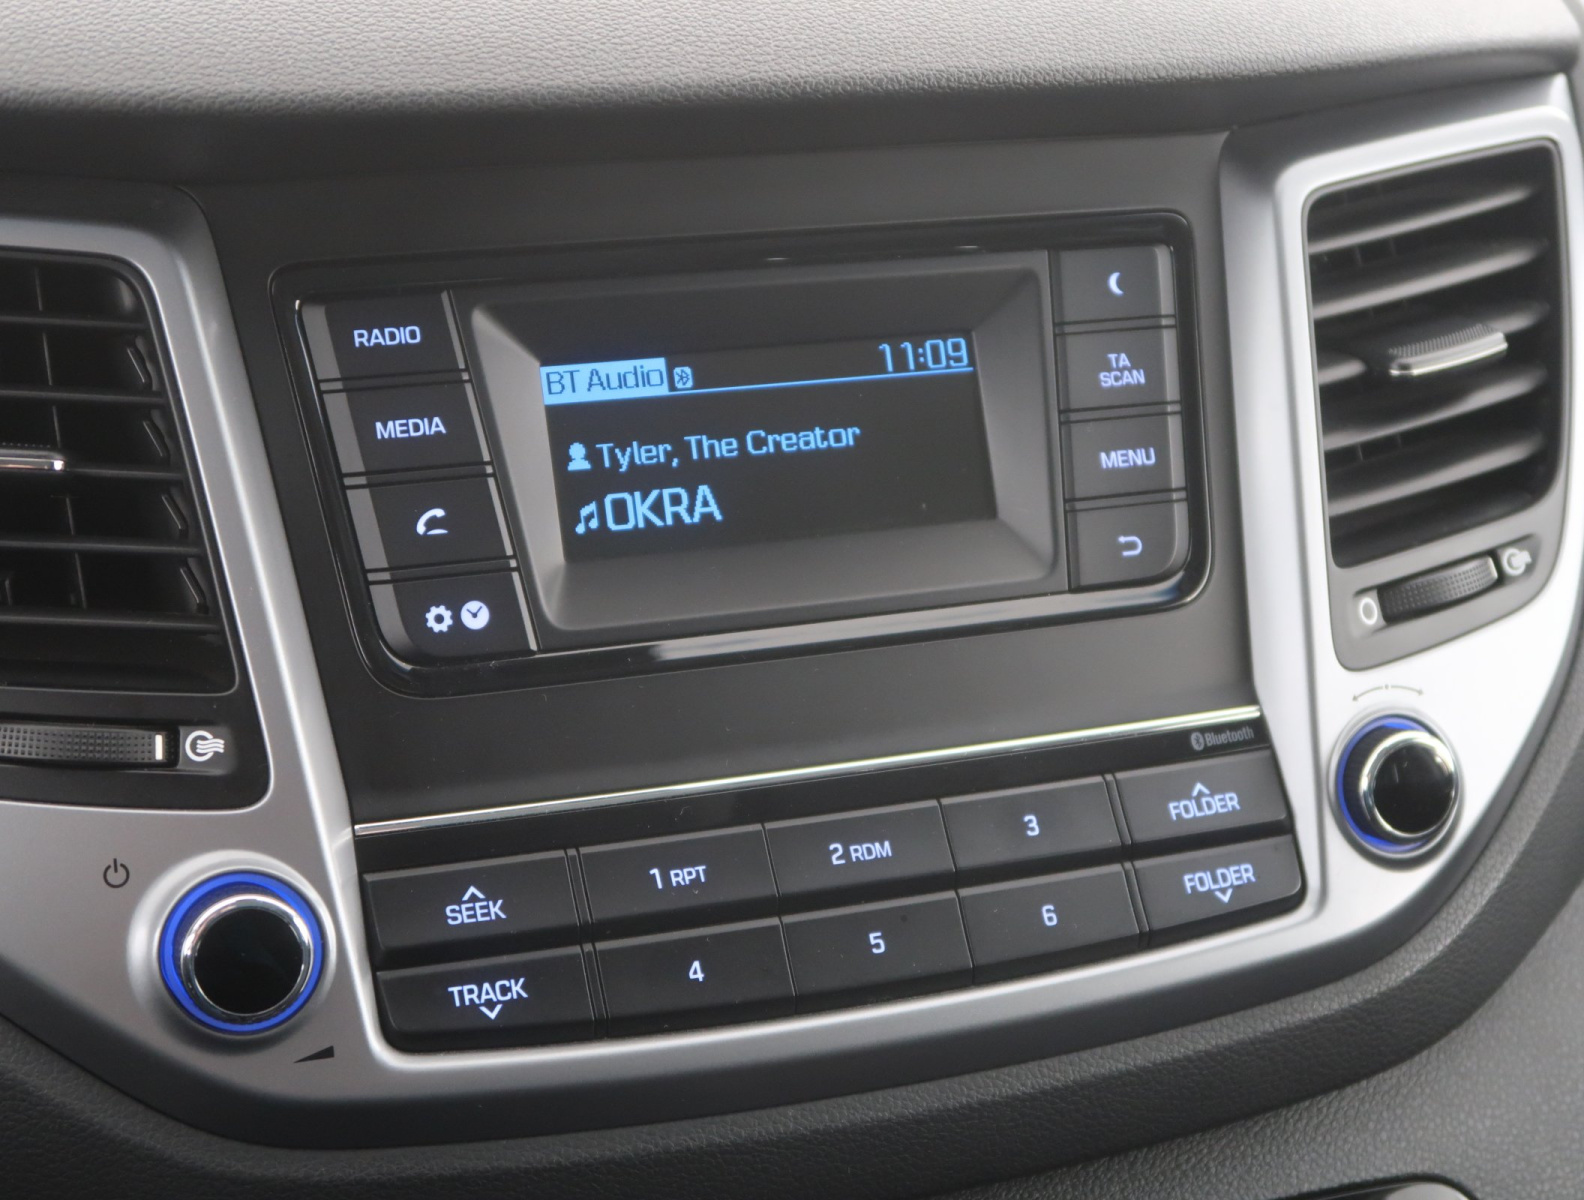 RADIO
MEDIA
BT Audio 11:09
Tyler, The Creator
OKRA
TA
SCAN
MENU
Bluetooth
SEEK
TRACK
1 RPT
2 RDM
3
4
5
6
FOLDER
FOLDER